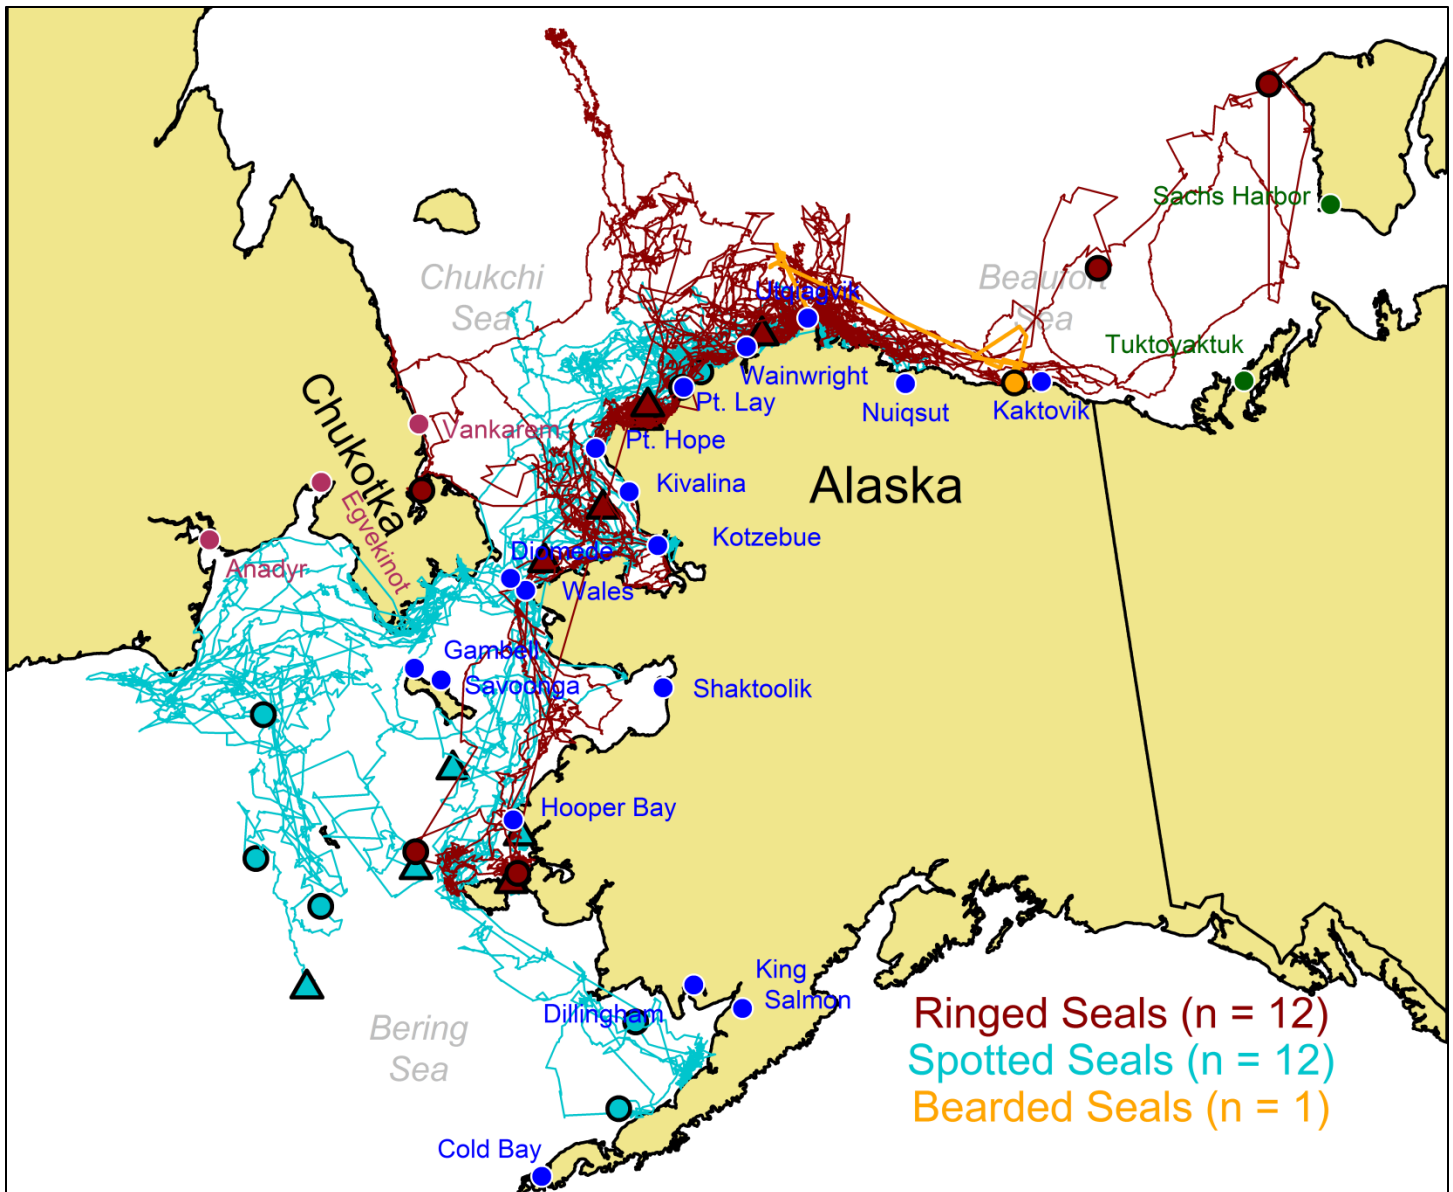 Sachs Harbor
Chukchi
Sea
Beaufort
Sea
Utqiagvik
Tuktoyaktuk
Wainwright
Pt. Lay
Nuiqsut
Kaktovik
Chukotka
Vankarem
Pt. Hope
Alaska
Kivalina
Egvekinot
Kotzebue
Diomede
Anadyr
Wales
Gambell
Savoonga
Shaktoolik
Hooper Bay
King
Salmon
Dillingham
Bering
Sea
Ringed Seals (n = 12)
Spotted Seals (n = 12)
Bearded Seals (n = 1)
Cold Bay